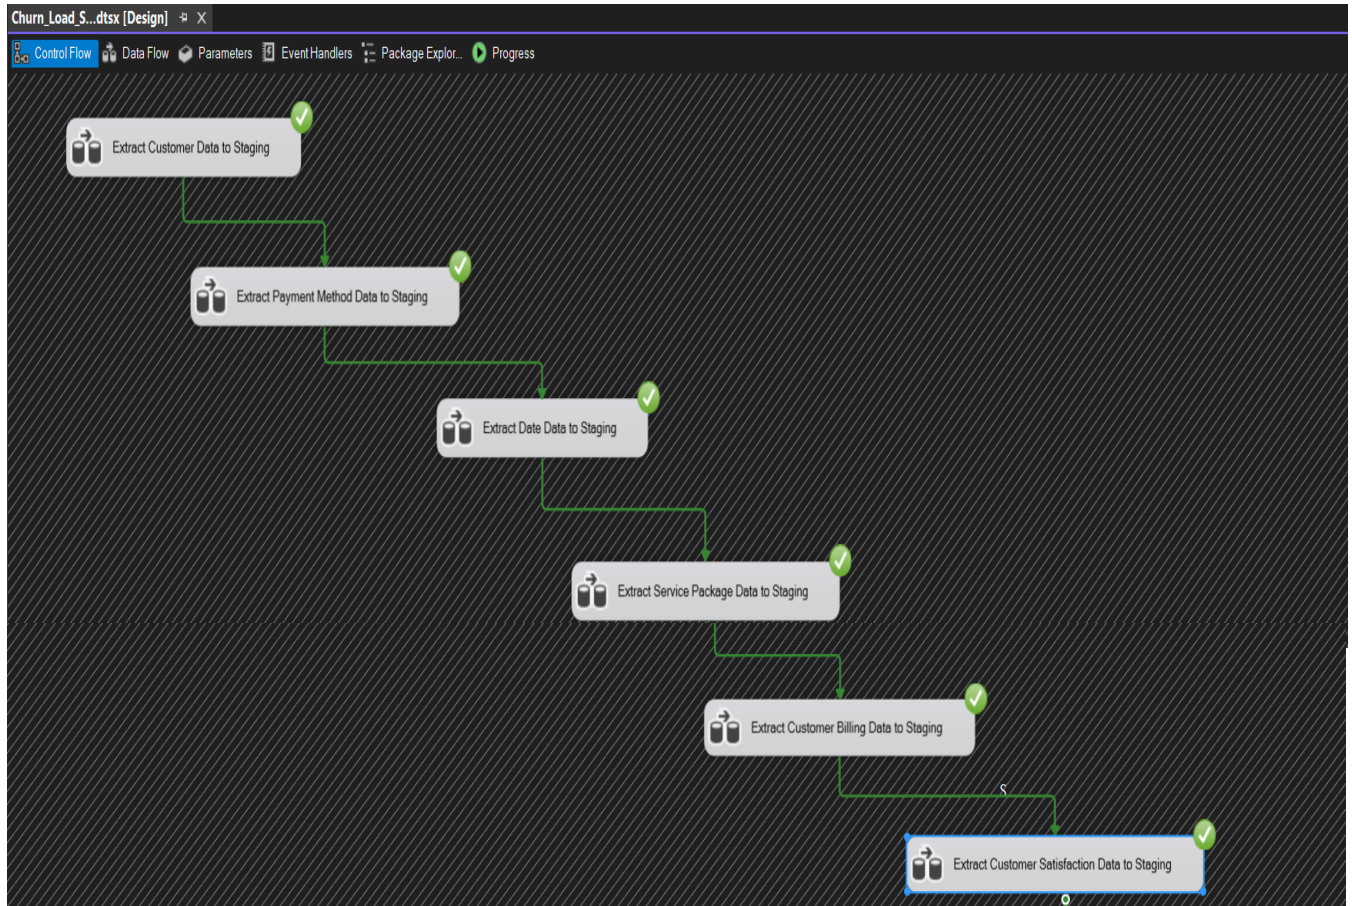 Churn_Load_S...dtsx [Design]
Control Flow Data Flow Parameters Event Handlers Package Explor... Progress
Extract Customer Data to Staging
Extract Payment Method Data to Staging
Extract Date Data to Staging
Extract Service Package Data to Staging
Extract Customer Billing Data to Staging
S
Extract Customer Satisfaction Data to Staging